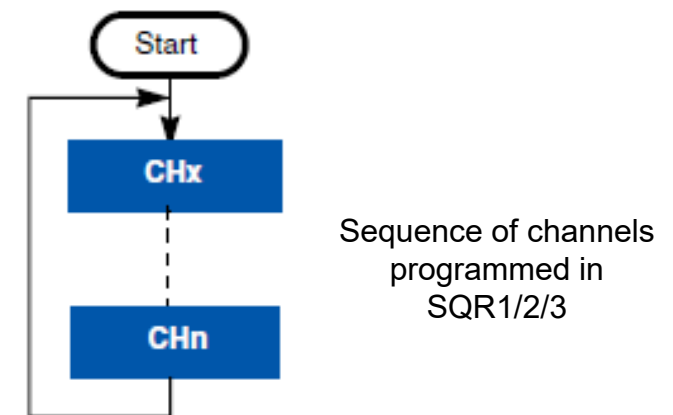 Start
CHx
Sequence of channels
programmed in
SQR1/2/3
CHn